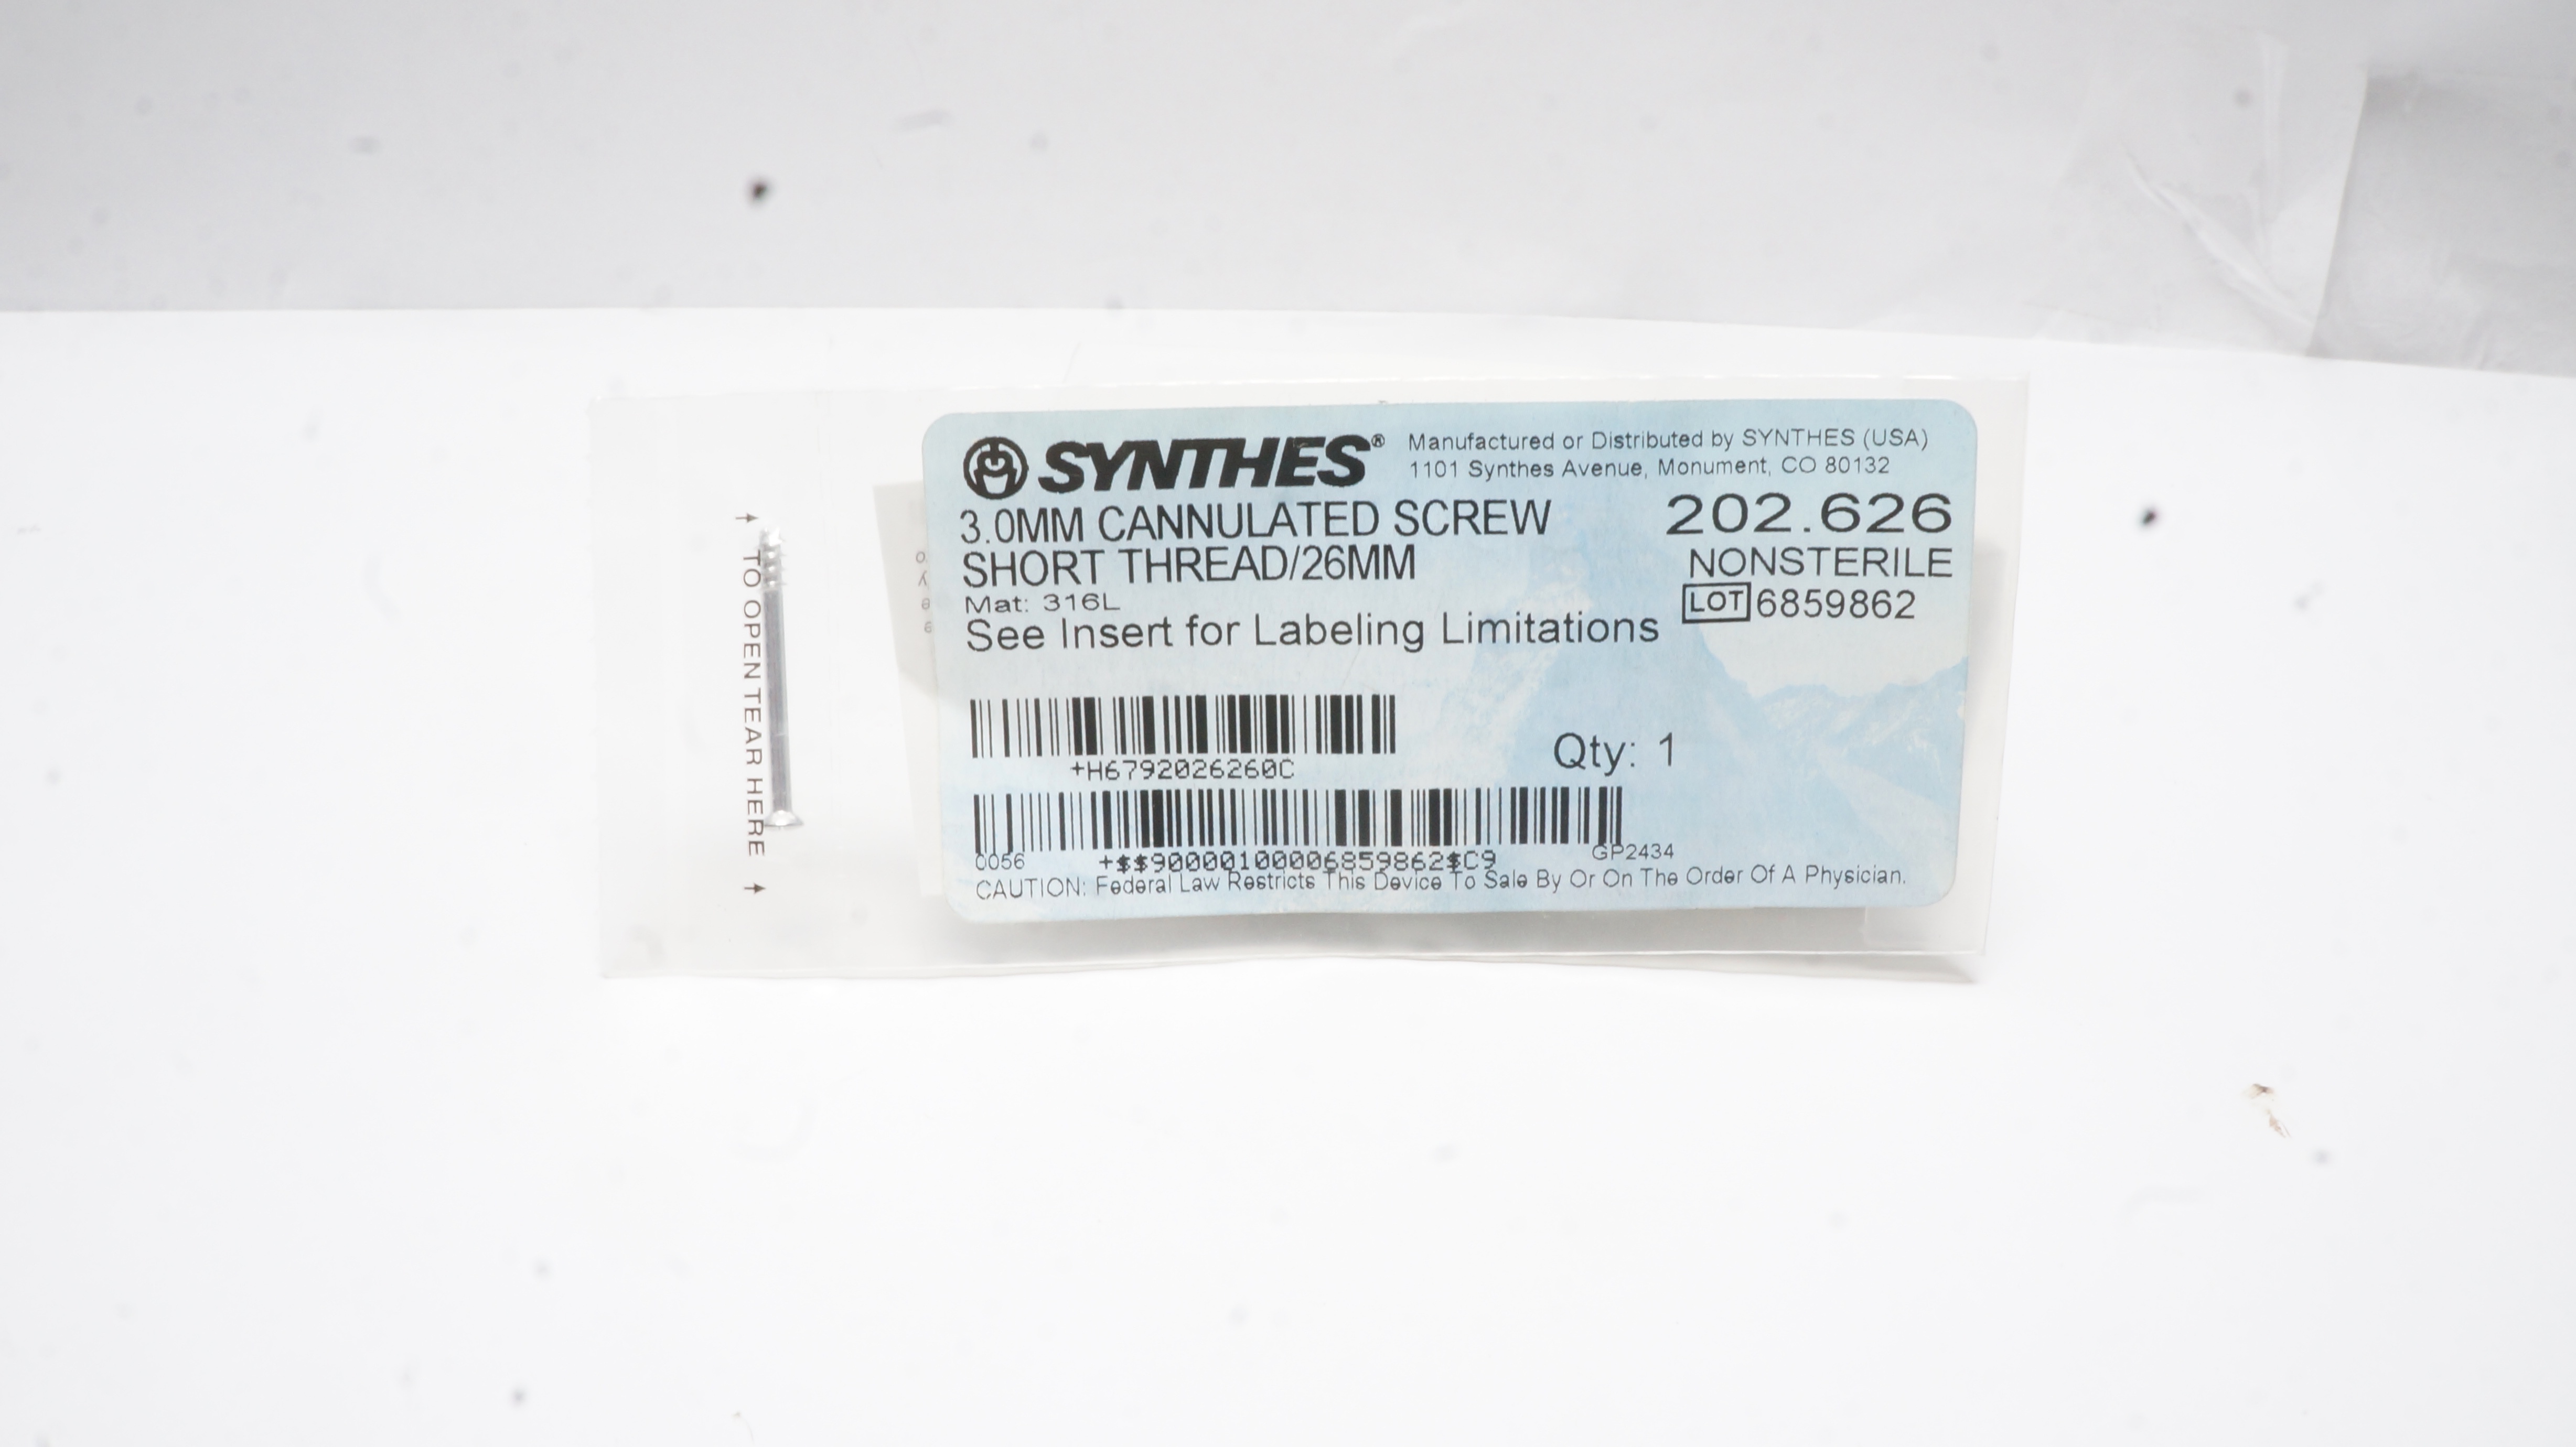 TO OPEN TEAR HERE
SYNTHES®
Manufactured or Distributed by SYNTHES (USA)
1101 Synthes Avenue, Monument, CO 80132
3.0MM CANNULATED SCREW
SHORT THREAD/26MM
202.626
NONSTERILE
Mat: 316L
LOT 6859862
See Insert for Labeling Limitations
+H6792026260C
Qty: 1
0056
+$$90000100006859862$C9
GP2434
CAUTION: Federal Law Restricts This Device To Sale By Or On The Order Of A Physician.